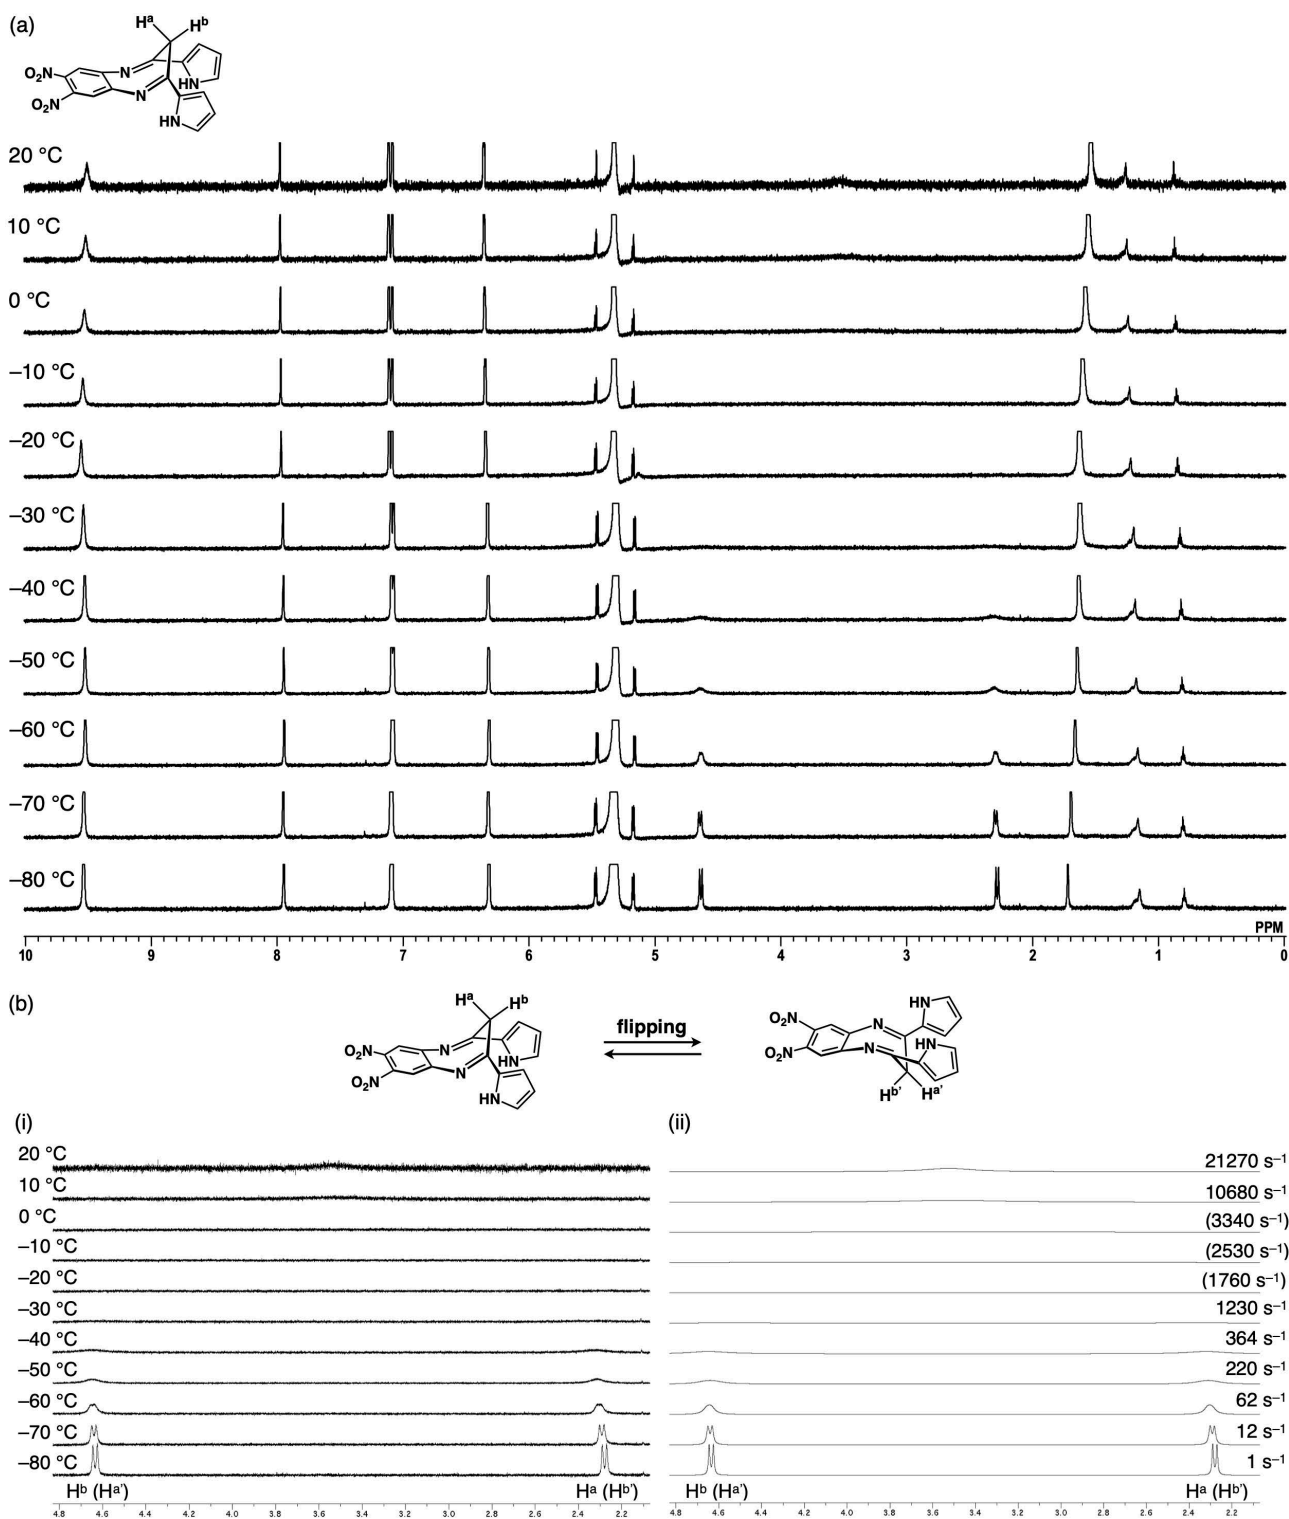 (a)
Hᵃ Hᵇ
O₂N N
HN
O₂N N
HN
20 °C
10 °C
0 °C
–10 °C
–20 °C
–30 °C
–40 °C
–50 °C
–60 °C
–70 °C
–80 °C
PPM
10 9 8 7 6 5 4 3 2 1 0
(b)
Hᵃ Hᵇ
O₂N N
HN
O₂N N
HN
flipping
HN
O₂N N
HN
O₂N N
Hᵇ’ Hᵃ’
(i) (ii)
20 °C 21270 s⁻¹
10 °C 10680 s⁻¹
0 °C (3340 s⁻¹)
–10 °C (2530 s⁻¹)
–20 °C (1760 s⁻¹)
–30 °C 1230 s⁻¹
–40 °C 364 s⁻¹
–50 °C 220 s⁻¹
–60 °C 62 s⁻¹
–70 °C 12 s⁻¹
–80 °C 1 s⁻¹
Hᵇ (Hᵃ’) Hᵃ (Hᵇ’) Hᵇ (Hᵃ’) Hᵃ (Hᵇ’)
4.8 4.6 4.4 4.2 4.0 3.8 3.6 3.4 3.2 3.0 2.8 2.6 2.4 2.2 4.8 4.6 4.4 4.2 4.0 3.8 3.6 3.4 3.2 3.0 2.8 2.6 2.4 2.2